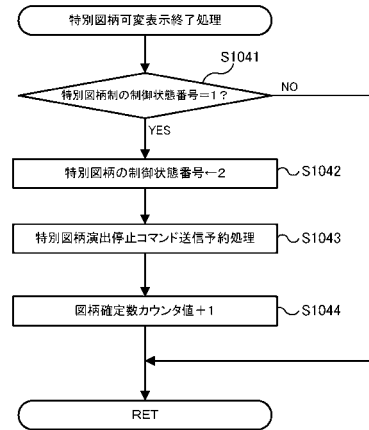 特別図柄可変表示終了処理
S1041
特別図柄制の制御状態番号＝1？
NO
YES
特別図柄の制御状態番号←2
S1042
特別図柄演出停止コマンド送信予約処理
S1043
図柄確定数カウンタ値＋1
S1044
RET